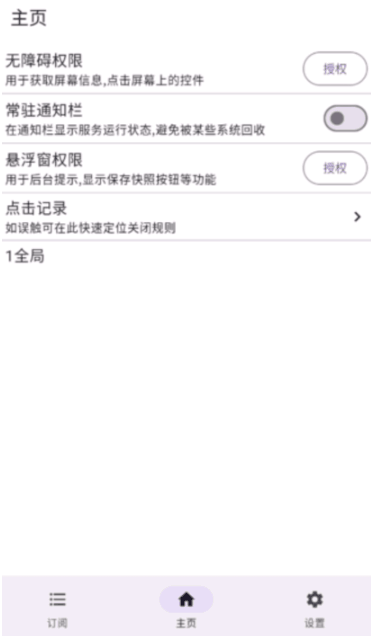 主页
无障碍权限
授权
用于获取屏幕信息,点击屏幕上的控件
常驻通知栏
在通知栏显示服务运行状态,避免被某些系统回收
悬浮窗权限
授权
用于后台提示,显示保存快照按钮等功能
点击记录
如误触可在此快速定位关闭规则
1全局
订阅
主页
设置